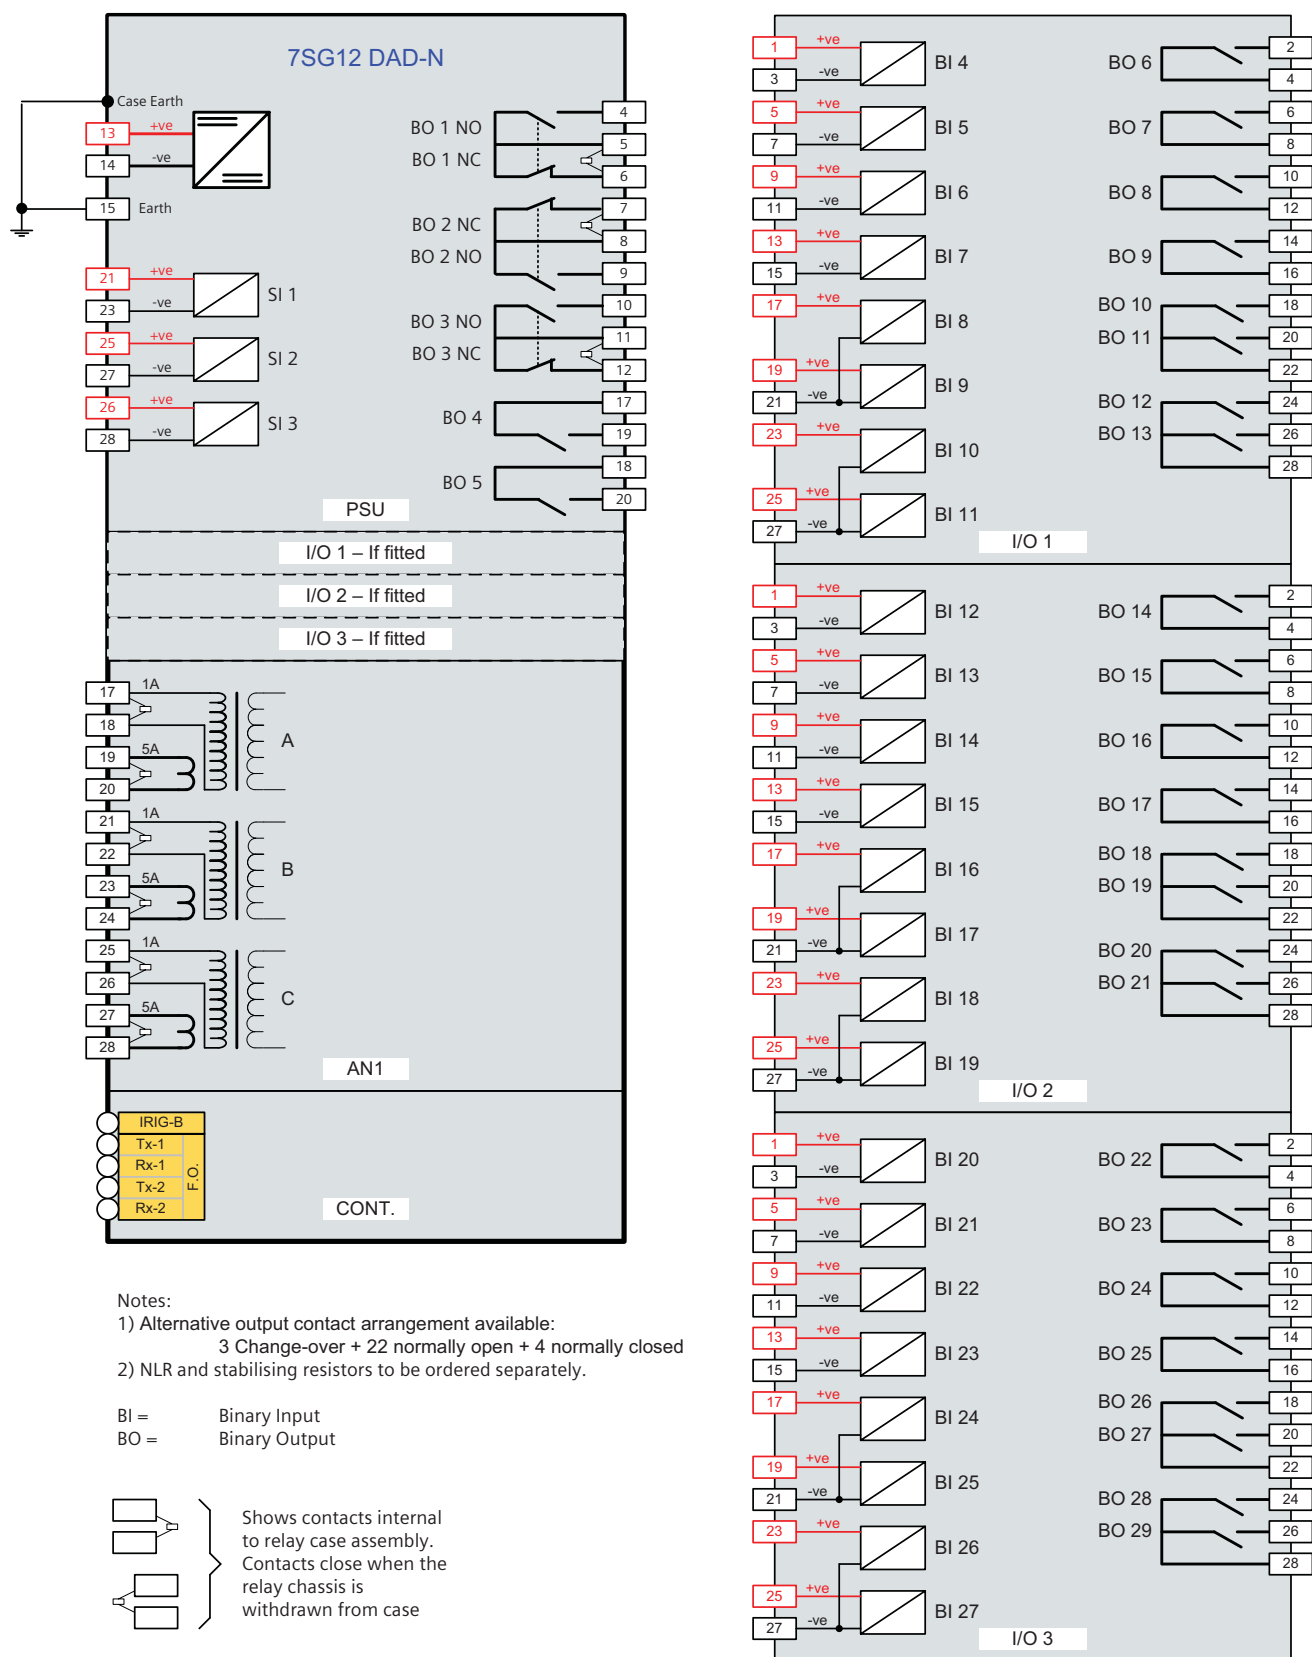 7SG12 DAD-N
Case Earth
13 +ve
14 -ve
15 Earth
BO 1 NO
BO 1 NC
4
5
6
BO 2 NC
BO 2 NO
7
8
9
21 +ve
23 -ve
SI 1
25 +ve
27 -ve
SI 2
26 +ve
28 -ve
SI 3
BO 3 NO
BO 3 NC
10
11
12
BO 4
17
19
BO 5
18
20
PSU
I/O 1 – If fitted
I/O 2 – If fitted
I/O 3 – If fitted
17 1A
18
19 5A
20
A
21 1A
22
23 5A
24
B
25 1A
26
27 5A
28
C
AN1
IRIG-B
Tx-1
Rx-1
Tx-2
Rx-2
F.O.
CONT.
Notes:
1) Alternative output contact arrangement available:
3 Change-over + 22 normally open + 4 normally closed
2) NLR and stabilising resistors to be ordered separately.
BI = Binary Input
BO = Binary Output
Shows contacts internal
to relay case assembly.
Contacts close when the
relay chassis is
withdrawn from case
1 +ve
3 -ve
BI 4
BO 6
2
4
5 +ve
7 -ve
BI 5
BO 7
6
8
9 +ve
11 -ve
BI 6
BO 8
10
12
13 +ve
15 -ve
BI 7
BO 9
14
16
17 +ve
BI 8
BO 10
BO 11
18
20
22
19 +ve
21 -ve
BI 9
BO 12
BO 13
24
26
28
23 +ve
BI 10
25 +ve
27 -ve
BI 11
I/O 1
1 +ve
3 -ve
BI 12
BO 14
2
4
5 +ve
7 -ve
BI 13
BO 15
6
8
9 +ve
11 -ve
BI 14
BO 16
10
12
13 +ve
15 -ve
BI 15
BO 17
14
16
17 +ve
BI 16
BO 18
BO 19
18
20
22
19 +ve
21 -ve
BI 17
BO 20
BO 21
24
26
28
23 +ve
BI 18
25 +ve
27 -ve
BI 19
I/O 2
1 +ve
3 -ve
BI 20
BO 22
2
4
5 +ve
7 -ve
BI 21
BO 23
6
8
9 +ve
11 -ve
BI 22
BO 24
10
12
13 +ve
15 -ve
BI 23
BO 25
14
16
17 +ve
BI 24
BO 26
BO 27
18
20
22
19 +ve
21 -ve
BI 25
BO 28
BO 29
24
26
28
23 +ve
BI 26
25 +ve
27 -ve
BI 27
I/O 3